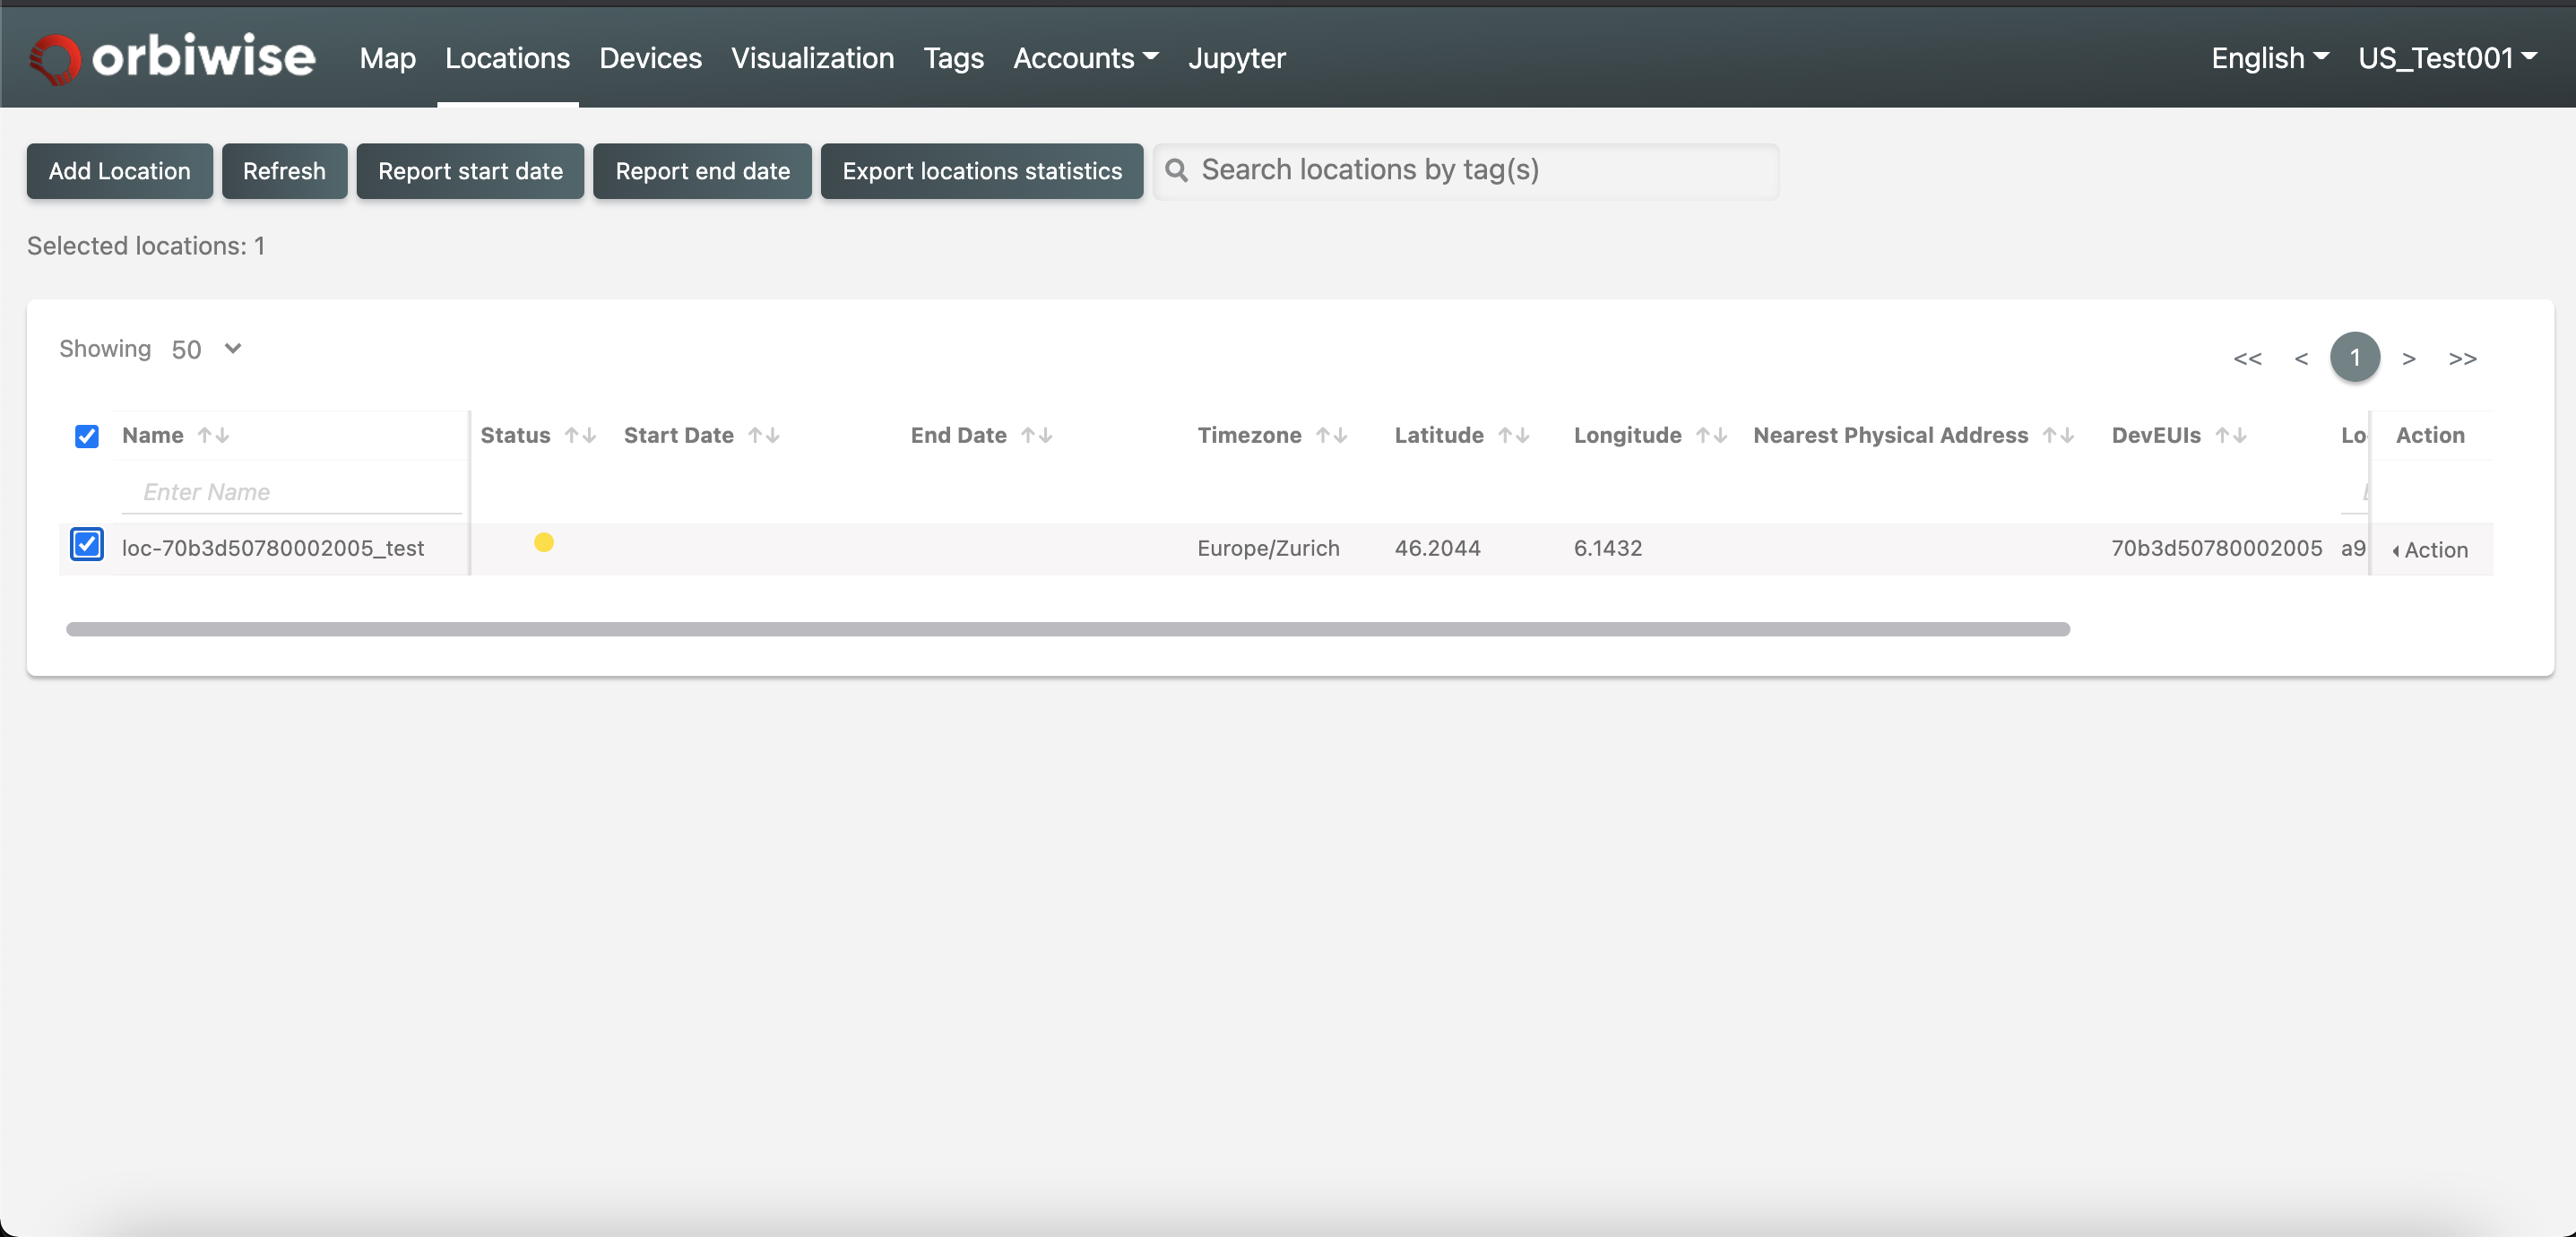 orbiwise Map Locations Devices Visualization Tags Accounts Jupyter English US_Test001
Add Location Refresh Report start date Report end date Export locations statistics Search locations by tag(s)
Selected locations: 1
Showing 50 << < 1 > >>
Name Status Start Date End Date Timezone Latitude Longitude Nearest Physical Address DevEUIs Lo Action
Enter Name
loc-70b3d50780002005_test Europe/Zurich 46.2044 6.1432 70b3d50780002005 a9 Action